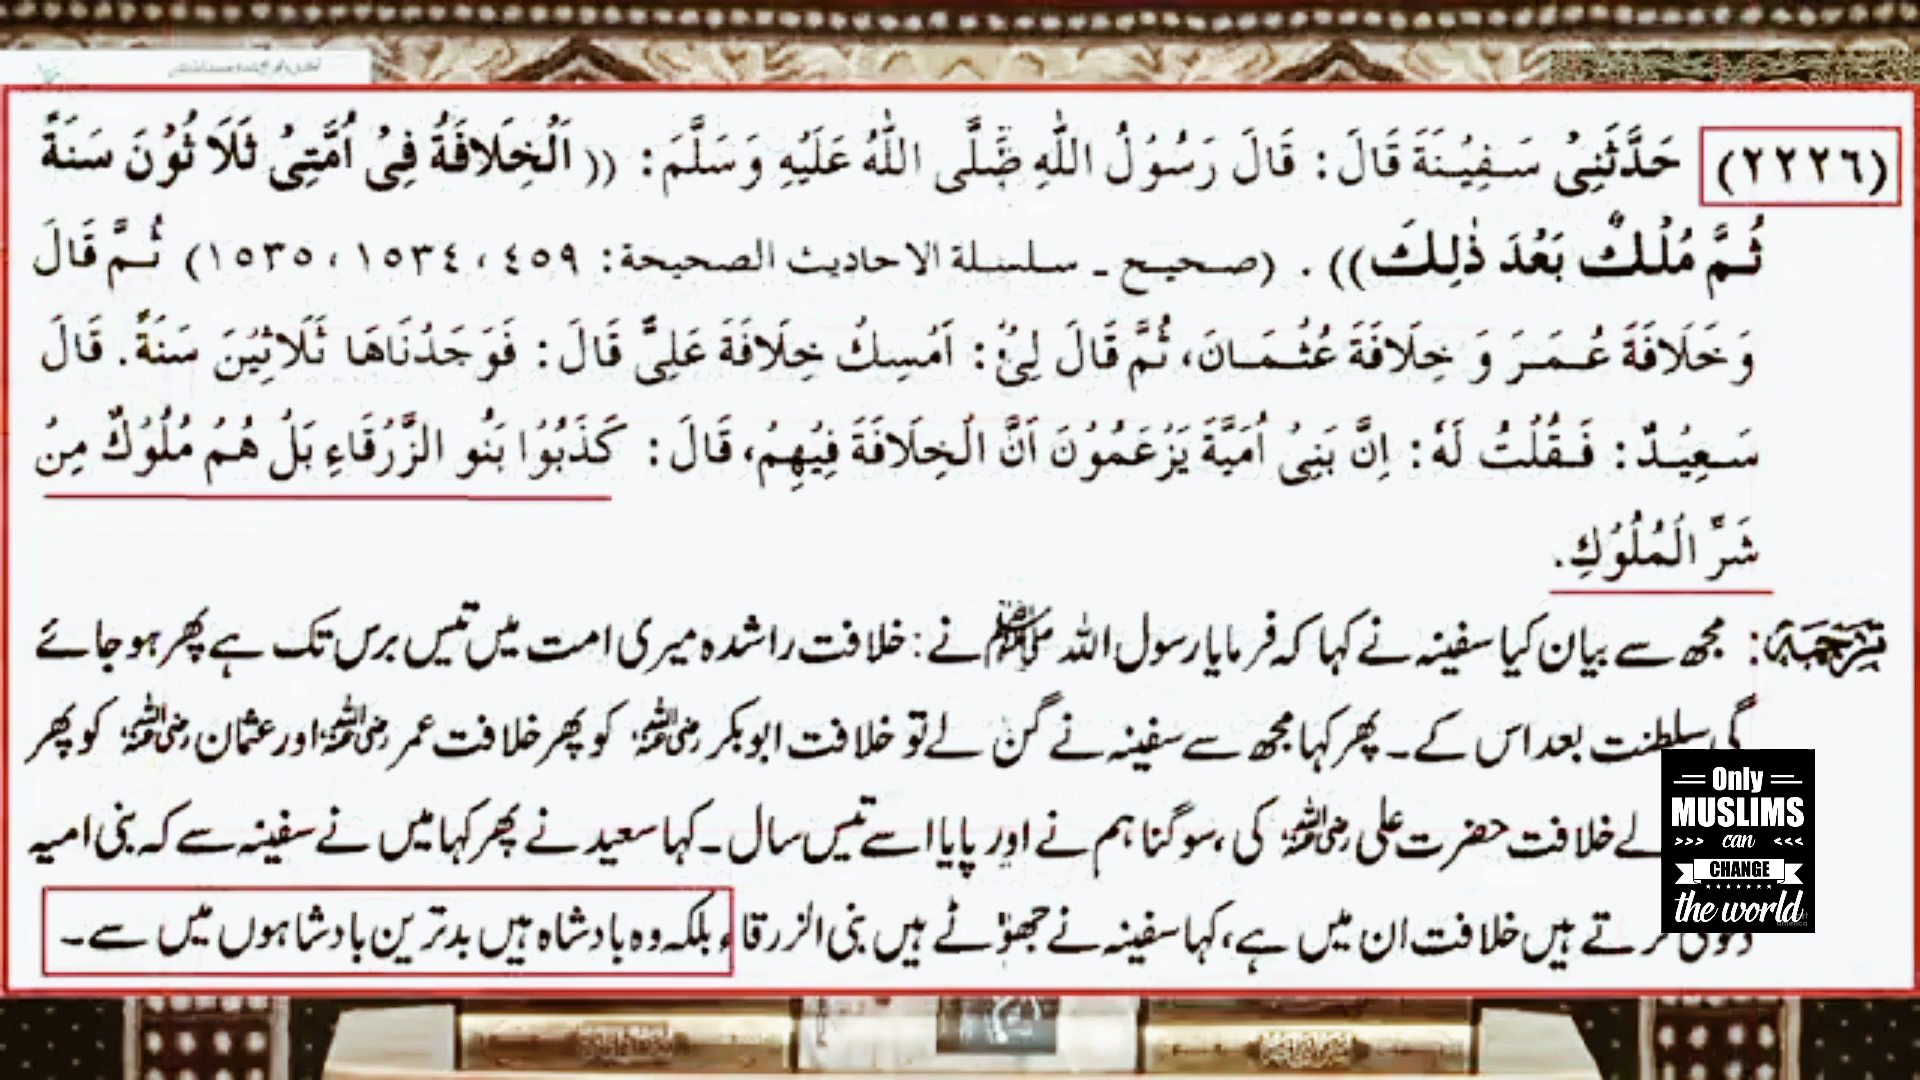 (٢٢٢٦) حَدَّثَنِيْ سَفِيْنَةَ قَالَ: قَالَ رَسُوْلُ اللّٰهِ صَلَّى اللّٰهُ عَلَيْهِ وَسَلَّمَ: ((اَلْخِلَافَةُ فِيْ اُمَّتِيْ ثَلَاثُوْنَ سَنَةً
ثُمَّ مُلْكٌ بَعْدَ ذٰلِكَ)). (صحيح ـ سلسلة الاحاديث الصحيحة: ٤٥٩، ١٥٣٤، ١٥٣٥) ثُمَّ قَالَ
وَ خَلَافَةَ عُمَرَ وَ خِلَافَةَ عُثْمَانَ، ثُمَّ قَالَ لِيْ: اَمْسِكْ خِلَافَةَ عَلِيٍّ قَالَ: فَوَجَدْنَاهَا ثَلَاثِيْنَ سَنَةً. قَالَ
سَعِيْدٌ: فَقُلْتُ لَهٗ: اِنَّ بَنِيْ اُمَيَّةَ يَزْعَمُوْنَ اَنَّ الْخِلَافَةَ فِيْهِمْ، قَالَ: كَذَبُوْا بَنُو الزَّرْقَاءِ بَلْ هُمْ مُلُوْكٌ مِنْ
شَرِّ الْمُلُوْكِ.
ترجمہ: مجھ سے بیان کیا سفینہ نے کہا کہ فرمایا رسول اللہ ﷺ نے: خلافت راشدہ میری امت میں تیس برس تک ہے پھر ہو جائے
گی سلطنت بعد اس کے۔ پھر کہا مجھ سے سفینہ نے گن لے تو خلافت ابوبکر رضی اللہ عنہ کو پھر خلافت عمر رضی اللہ عنہ اور عثمان رضی اللہ عنہ کو پھر
لے خلافت حضرت علی رضی اللہ عنہ کی، سو گنا ہم نے اور پایا اسے تیس سال۔ کہا سعید نے پھر کہا میں نے سفینہ سے کہ بنی امیہ
کرتے ہیں خلافت ان میں ہے، کہا سفینہ نے جھوٹے ہیں بنی الزرقاء بلکہ وہ بادشاہ ہیں بدترین بادشاہوں میں سے۔
Only
MUSLIMS
can
CHANGE
the world